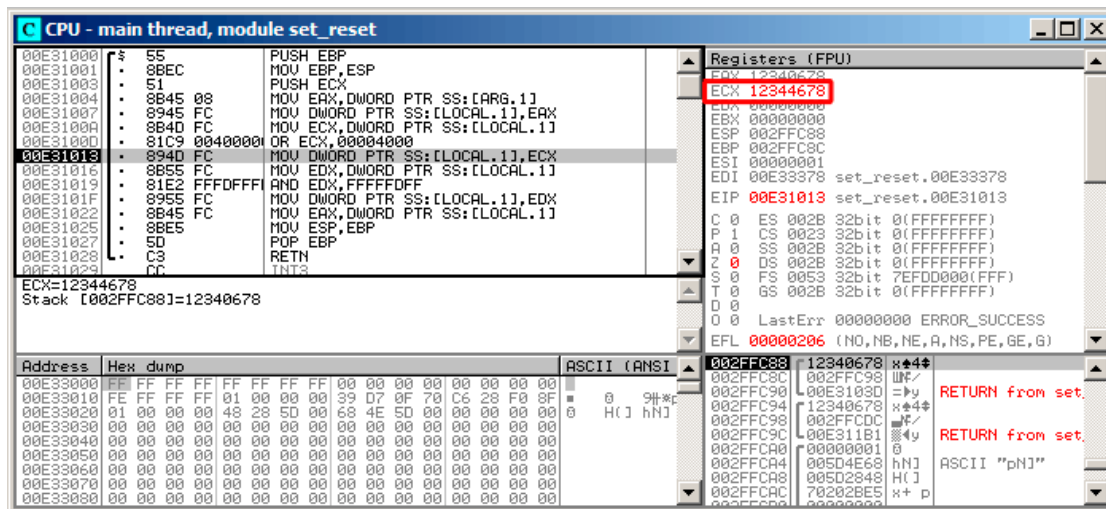 CPU - main thread, module set_reset
00E31000 $ 55 PUSH EBP
00E31001 . 8BEC MOV EBP,ESP
00E31003 . 51 PUSH ECX
00E31004 . 8B45 08 MOV EAX,DWORD PTR SS:[ARG.1]
00E31007 . 8945 FC MOV DWORD PTR SS:[LOCAL.1],EAX
00E3100A . 8B4D FC MOV ECX,DWORD PTR SS:[LOCAL.1]
00E3100D . 81C9 00400000 OR ECX,00004000
00E31013 . 894D FC MOV DWORD PTR SS:[LOCAL.1],ECX
00E31016 . 8B55 FC MOV EDX,DWORD PTR SS:[LOCAL.1]
00E31019 . 81E2 FFFDFFFF AND EDX,FFFFFDFF
00E3101F . 8955 FC MOV DWORD PTR SS:[LOCAL.1],EDX
00E31022 . 8B45 FC MOV EAX,DWORD PTR SS:[LOCAL.1]
00E31025 . 8BE5 MOV ESP,EBP
00E31027 . 5D POP EBP
00E31028 . C3 RETN
00E31029 CC INT3
ECX=12344678
Stack [002FFC88]=12340678
Registers (FPU)
EAX 12340678
ECX 12344678
EDX 00000000
EBX 00000000
ESP 002FFC88
EBP 002FFC8C
ESI 00000001
EDI 00E33378 set_reset.00E33378
EIP 00E31013 set_reset.00E31013
C 0 ES 002B 32bit 0(FFFFFFFF)
P 1 CS 0023 32bit 0(FFFFFFFF)
A 0 SS 002B 32bit 0(FFFFFFFF)
Z 0 DS 002B 32bit 0(FFFFFFFF)
S 0 FS 0053 32bit 7EFDD000(FFF)
T 0 GS 002B 32bit 0(FFFFFFFF)
D 0
O 0 LastErr 00000000 ERROR_SUCCESS
EFL 00000206 (NO,NB,NE,A,NS,PE,GE,G)
Address Hex dump ASCII (ANSI
00E33000 FF FF FF FF FF FF FF FF 00 00 00 00 00 00 00 00
00E33010 FE FF FF FF 01 00 00 00 39 D7 0F 70 C6 28 F0 8F
00E33020 01 00 00 00 48 28 5D 00 68 4E 5D 00 00 00 00 00 H(] hN]
00E33030 00 00 00 00 00 00 00 00 00 00 00 00 00 00 00 00
00E33040 00 00 00 00 00 00 00 00 00 00 00 00 00 00 00 00
00E33050 00 00 00 00 00 00 00 00 00 00 00 00 00 00 00 00
00E33060 00 00 00 00 00 00 00 00 00 00 00 00 00 00 00 00
00E33070 00 00 00 00 00 00 00 00 00 00 00 00 00 00 00 00
00E33080 00 00 00 00 00 00 00 00 00 00 00 00 00 00 00 00
002FFC88 12340678 x♠4‡
002FFC8C 002FFC98
002FFC90 00E3103D RETURN from set
002FFC94 12340678 x♠4‡
002FFC98 002FFCDC
002FFC9C 00E311B1 RETURN from set
002FFCA0 00000001
002FFCA4 005D4E68 hN] ASCII "pN]"
002FFCA8 005D2848 H(]
002FFCAC 70202BE5 x+ p